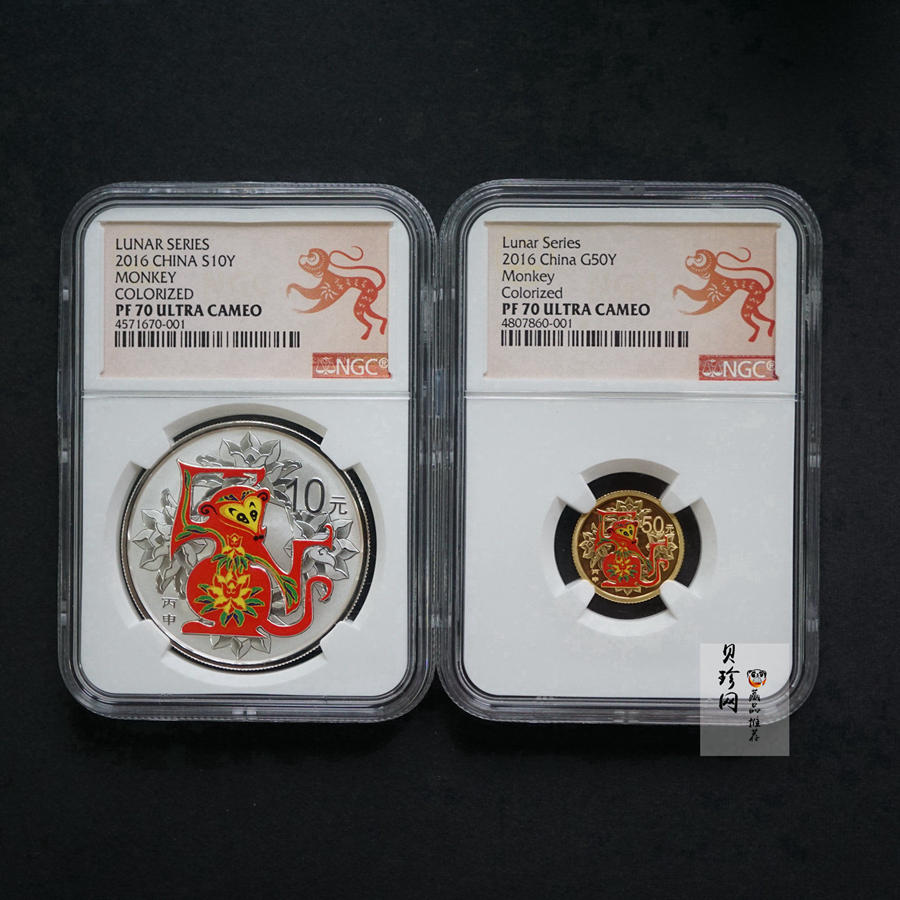 LUNAR SERIES
2016 CHINA S10Y
MONKEY
COLORIZED
PF 70 ULTRA CAMEO
4571670-001
NGC®
10元
丙申
Lunar Series
2016 China G50Y
Monkey
Colorized
PF 70 ULTRA CAMEO
4807860-001
NGC®
50元
丙申
贝珍网
藏品推荐